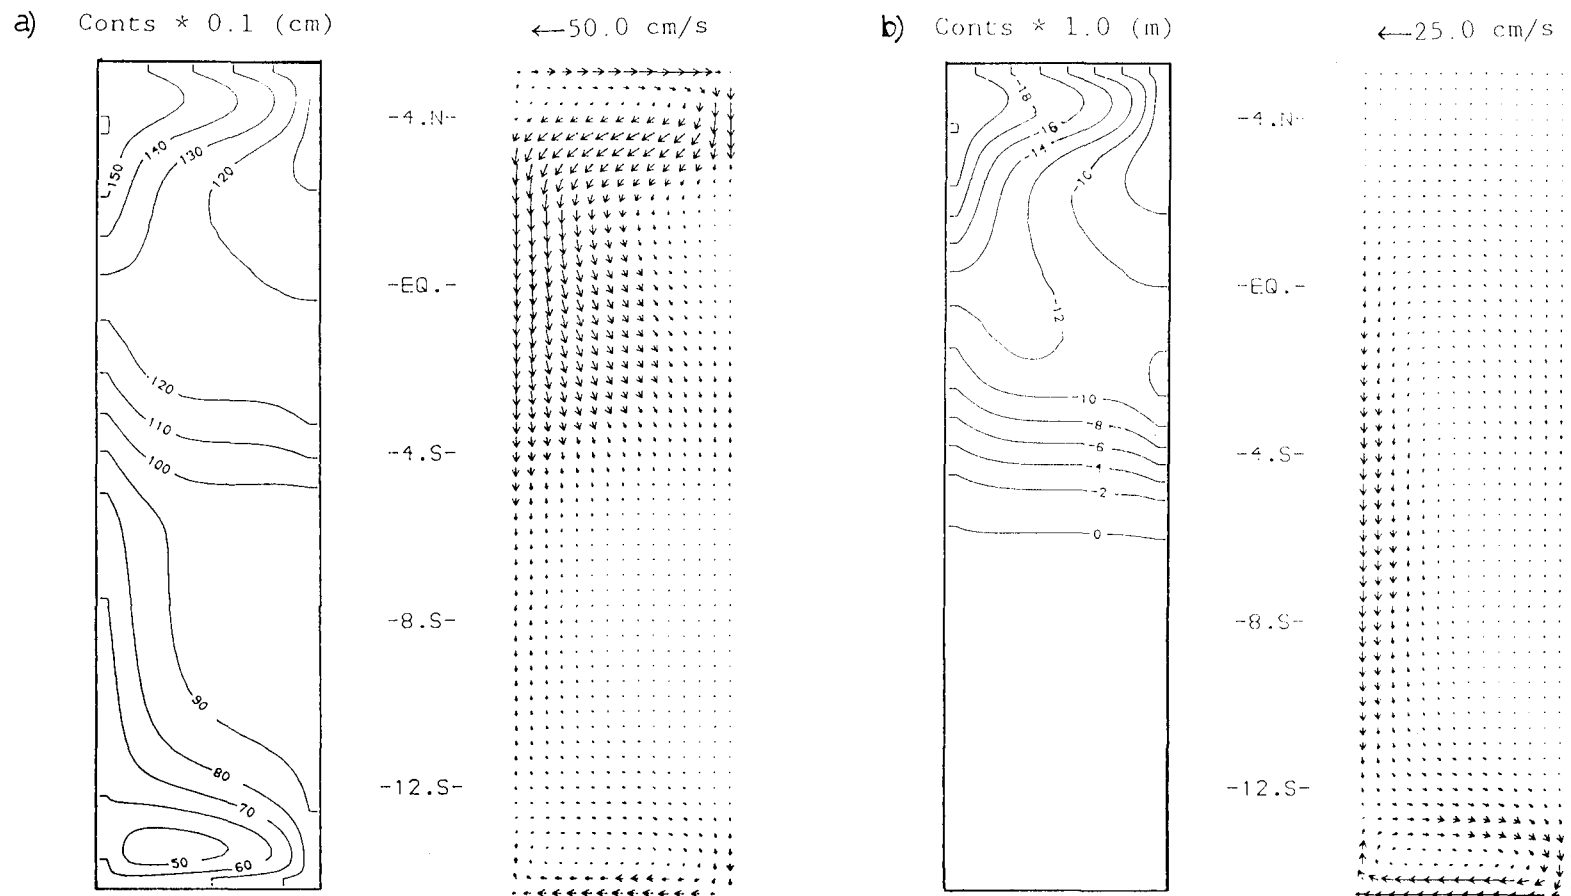 a) Conts * 0.1 (cm)
←50.0 cm/s
b) Conts * 1.0 (m)
←25.0 cm/s
-4.N-
-EQ.-
-4.S-
-8.S-
-12.S-
150
140
130
120
120
110
100
90
80
70
60
50
-4.N-
-EQ.-
-4.S-
-8.S-
-12.S-
-18
-16
-14
-10
-12
-10
-8
-6
-4
-2
0